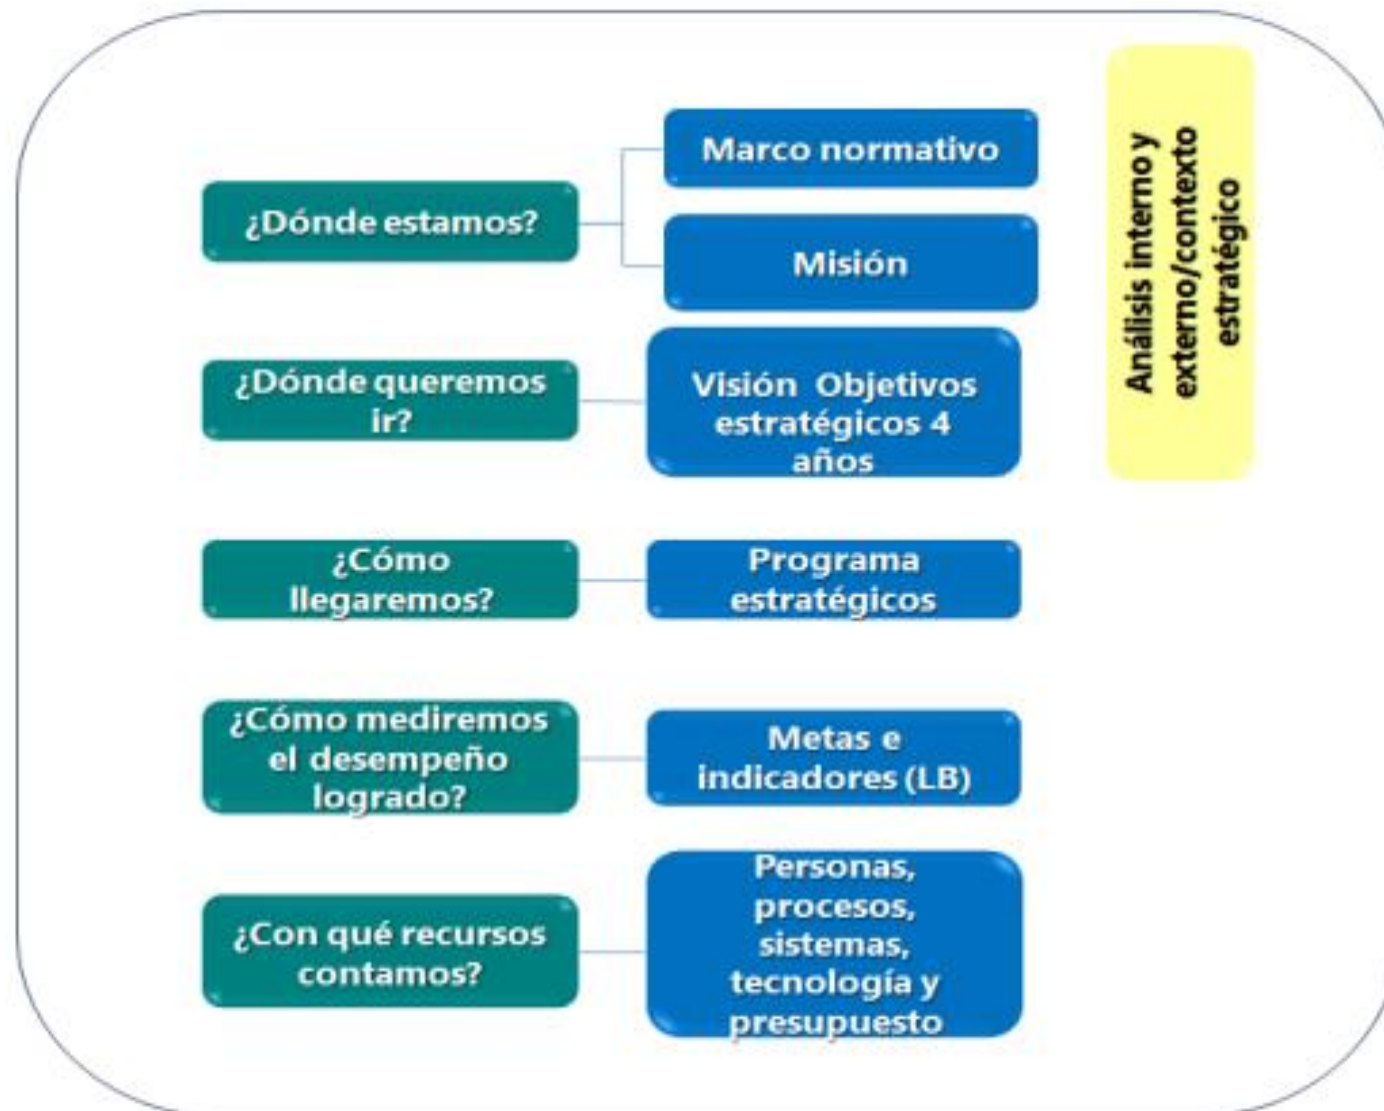 ¿Dónde estamos?
Marco normativo
Misión
¿Dónde queremos
ir?
Visión Objetivos
estratégicos 4
años
¿Cómo
llegaremos?
Programa
estratégicos
¿Cómo mediremos
el desempeño
logrado?
Metas e
indicadores (LB)
¿Con qué recursos
contamos?
Personas,
procesos,
sistemas,
tecnología y
presupuesto
Análisis interno y
externo/contexto
estratégico